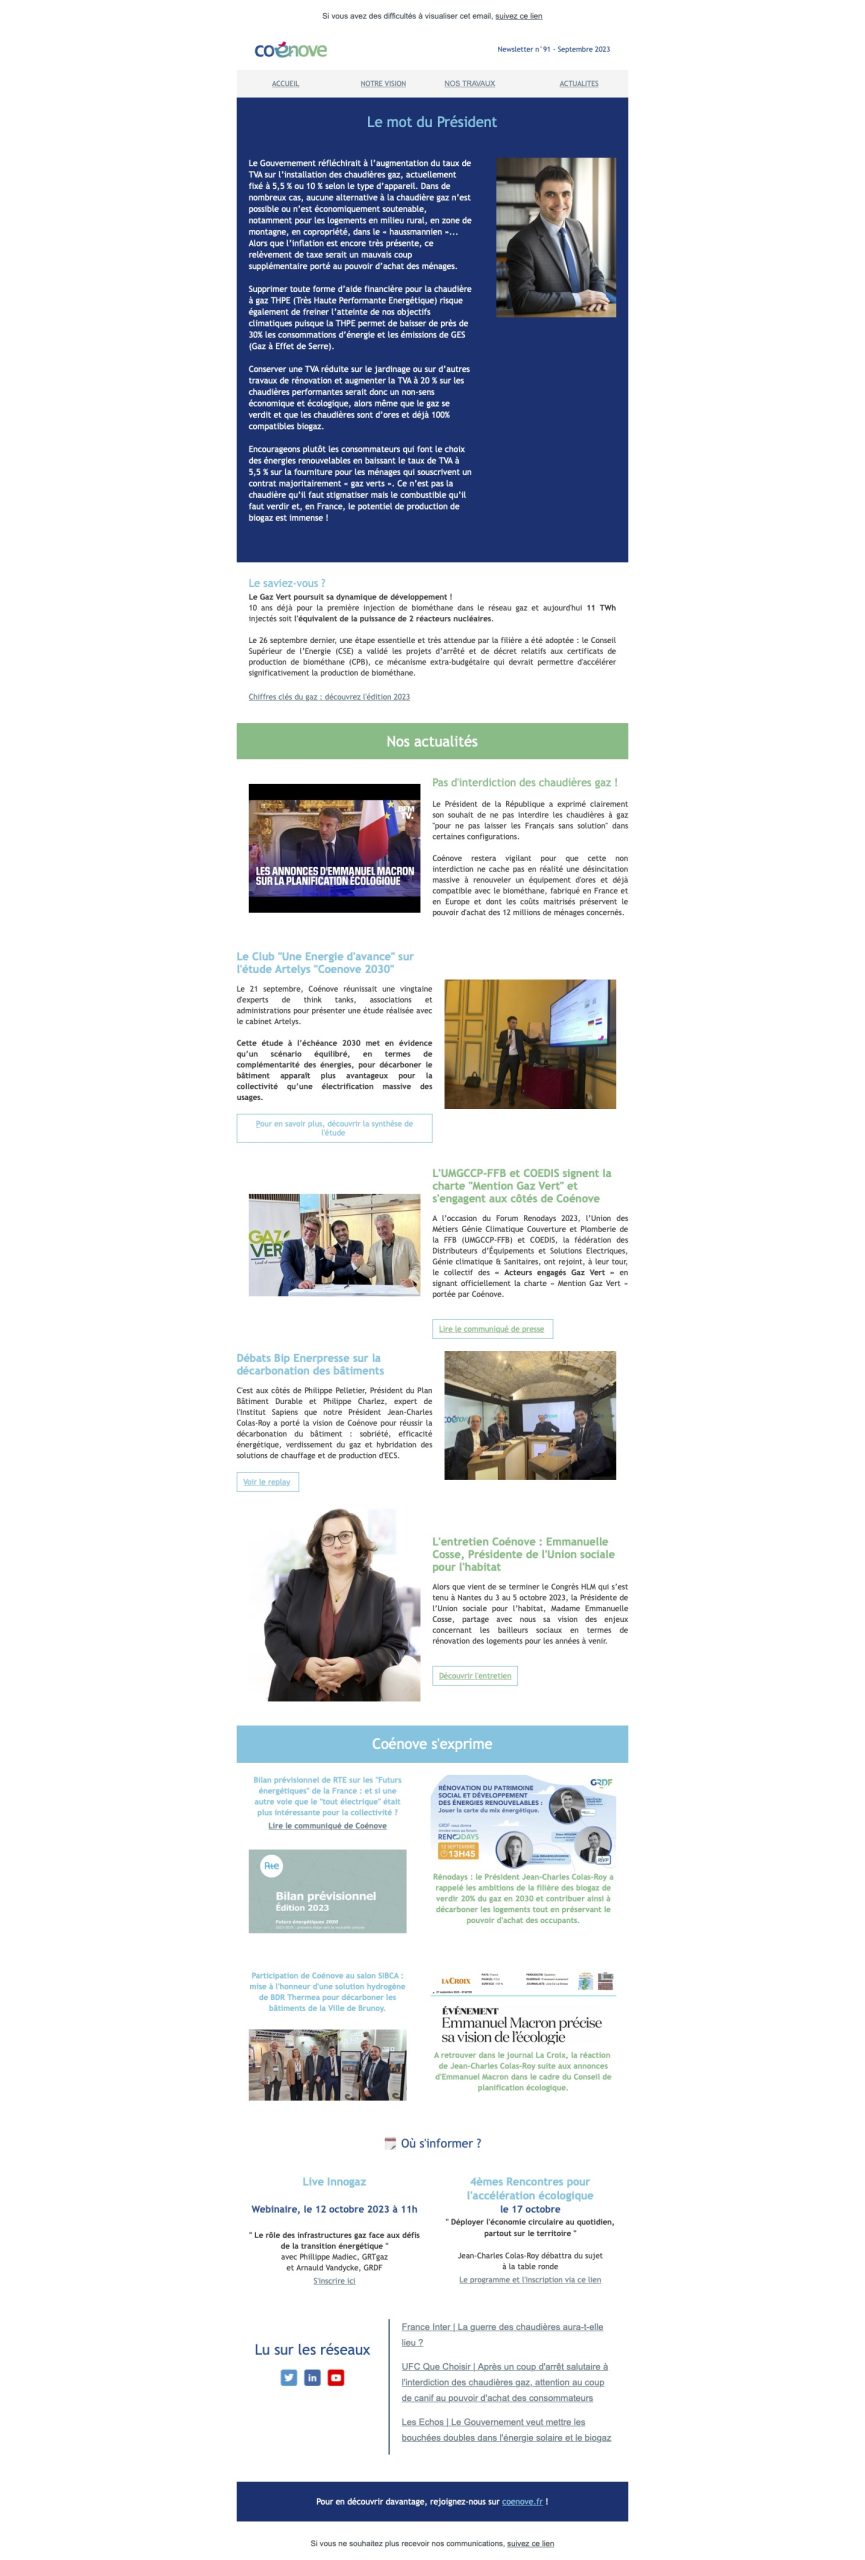 Si vous avez des difficultés à visualiser cet email, suivez ce lien
coénove
Newsletter n°91 - Septembre 2023
ACCUEIL
NOTRE VISION
NOS TRAVAUX
ACTUALITES
Le mot du Président
Le Gouvernement réfléchirait à l'augmentation du taux de
TVA sur l'installation des chaudières gaz, actuellement
fixé à 5,5 % ou 10 % selon le type d'appareil. Dans de
nombreux cas, aucune alternative à la chaudière gaz n'est
possible ou n'est économiquement soutenable,
notamment pour les logements en milieu rural, en zone de
montagne, en copropriété, dans le « haussmannien »...
Alors que l'inflation est encore très présente, ce
relèvement de taxe serait un mauvais coup
supplémentaire porté au pouvoir d'achat des ménages.
Supprimer toute forme d'aide financière pour la chaudière
à gaz THPE (Très Haute Performante Energétique) risque
également de freiner l'atteinte de nos objectifs
climatiques puisque la THPE permet de baisser de près de
30% les consommations d'énergie et les émissions de GES
(Gaz à Effet de Serre).
Conserver une TVA réduite sur le jardinage ou sur d'autres
travaux de rénovation et augmenter la TVA à 20 % sur les
chaudières performantes serait donc un non-sens
économique et écologique, alors même que le gaz se
verdit et que les chaudières sont d'ores et déjà 100%
compatibles biogaz.
Encourageons plutôt les consommateurs qui font le choix
des énergies renouvelables en baissant le taux de TVA à
5,5 % sur la fourniture pour les ménages qui souscrivent un
contrat majoritairement « gaz verts ». Ce n'est pas la
chaudière qu'il faut stigmatiser mais le combustible qu'il
faut verdir et, en France, le potentiel de production de
biogaz est immense !
Le saviez-vous ?
Le Gaz Vert poursuit sa dynamique de développement !
10 ans déjà pour la première injection de biométhane dans le réseau gaz et aujourd'hui 11 TWh
injectés soit l'équivalent de la puissance de 2 réacteurs nucléaires.
Le 26 septembre dernier, une étape essentielle et très attendue par la filière a été adoptée : le Conseil
Supérieur de l'Energie (CSE) a validé les projets d'arrêté et de décret relatifs aux certificats de
production de biométhane (CPB), ce mécanisme extra-budgétaire qui devrait permettre d'accélérer
significativement la production de biométhane.
Chiffres clés du gaz : découvrez l'édition 2023
Nos actualités
BFM
TV.
LES ANNONCES D'EMMANUEL MACRON
SUR LA PLANIFICATION ÉCOLOGIQUE
Pas d'interdiction des chaudières gaz !
Le Président de la République a exprimé clairement
son souhait de ne pas interdire les chaudières à gaz
"pour ne pas laisser les Français sans solution" dans
certaines configurations.
Coénove restera vigilant pour que cette non
interdiction ne cache pas en réalité une désincitation
massive à renouveler un équipement d'ores et déjà
compatible avec le biométhane, fabriqué en France et
en Europe et dont les coûts maitrisés préservent le
pouvoir d'achat des 12 millions de ménages concernés.
Le Club "Une Energie d'avance" sur
l'étude Artelys "Coenove 2030"
Le 21 septembre, Coénove réunissait une vingtaine
d'experts de think tanks, associations et
administrations pour présenter une étude réalisée avec
le cabinet Artelys.
Cette étude à l'échéance 2030 met en évidence
qu'un scénario équilibré, en termes de
complémentarité des énergies, pour décarboner le
bâtiment apparaît plus avantageux pour la
collectivité qu'une électrification massive des
usages.
Pour en savoir plus, découvrir la synthèse de
l'étude
GAZ
VER
L'UMGCCP-FFB et COEDIS signent la
charte "Mention Gaz Vert" et
s'engagent aux côtés de Coénove
A l'occasion du Forum Renodays 2023, l'Union des
Métiers Génie Climatique Couverture et Plomberie de
la FFB (UMGCCP-FFB) et COEDIS, la fédération des
Distributeurs d'Équipements et Solutions Electriques,
Génie climatique & Sanitaires, ont rejoint, à leur tour,
le collectif des « Acteurs engagés Gaz Vert » en
signant officiellement la charte « Mention Gaz Vert »
portée par Coénove.
Lire le communiqué de presse
Débats Bip Enerpresse sur la
décarbonation des bâtiments
C'est aux côtés de Philippe Pelletier, Président du Plan
Bâtiment Durable et Philippe Charlez, expert de
l'Institut Sapiens que notre Président Jean-Charles
Colas-Roy a porté la vision de Coénove pour réussir la
décarbonation du bâtiment : sobriété, efficacité
énergétique, verdissement du gaz et hybridation des
solutions de chauffage et de production d'ECS.
Voir le replay
L'entretien Coénove : Emmanuelle
Cosse, Présidente de l'Union sociale
pour l'habitat
Alors que vient de se terminer le Congrès HLM qui s'est
tenu à Nantes du 3 au 5 octobre 2023, la Présidente de
l'Union sociale pour l'habitat, Madame Emmanuelle
Cosse, partage avec nous sa vision des enjeux
concernant les bailleurs sociaux en termes de
rénovation des logements pour les années à venir.
Découvrir l'entretien
Coénove s'exprime
Bilan prévisionnel de RTE sur les "Futurs
énergétiques" de la France : et si une
autre voie que le "tout électrique" était
plus intéressante pour la collectivité ?
Lire le communiqué de Coénove
Rte
Bilan prévisionnel
Édition 2023
GRDF
RÉNOVATION DU PATRIMOINE
SOCIAL ET DÉVELOPPEMENT
DES ÉNERGIES RENOUVELABLES :
Jouer la carte du mix énergétique.
RENODAYS
12 SEPTEMBRE
13H45
Rénodays : le Président Jean-Charles Colas-Roy a
rappelé les ambitions de la filière des biogaz de
verdir 20% du gaz en 2030 et contribuer ainsi à
décarboner les logements tout en préservant le
pouvoir d'achat des occupants.
Participation de Coénove au salon SIBCA :
mise à l'honneur d'une solution hydrogène
de BDR Thermea pour décarboner les
bâtiments de la Ville de Brunoy.
LA CROIX
ÉVÉNEMENT
Emmanuel Macron précise
sa vision de l'écologie
A retrouver dans le journal La Croix, la réaction
de Jean-Charles Colas-Roy suite aux annonces
d'Emmanuel Macron dans le cadre du Conseil de
planification écologique.
Où s'informer ?
Live Innogaz
Webinaire, le 12 octobre 2023 à 11h
" Le rôle des infrastructures gaz face aux défis
de la transition énergétique "
avec Phillippe Madiec, GRTgaz
et Arnauld Vandycke, GRDF
S'inscrire ici
4èmes Rencontres pour
l'accélération écologique
le 17 octobre
" Déployer l'économie circulaire au quotidien,
partout sur le territoire "
Jean-Charles Colas-Roy débattra du sujet
à la table ronde
Le programme et l'inscription via ce lien
Lu sur les réseaux
France Inter | La guerre des chaudières aura-t-elle
lieu ?
UFC Que Choisir | Après un coup d'arrêt salutaire à
l'interdiction des chaudières gaz, attention au coup
de canif au pouvoir d'achat des consommateurs
Les Echos | Le Gouvernement veut mettre les
bouchées doubles dans l'énergie solaire et le biogaz
Pour en découvrir davantage, rejoignez-nous sur coenove.fr !
Si vous ne souhaitez plus recevoir nos communications, suivez ce lien